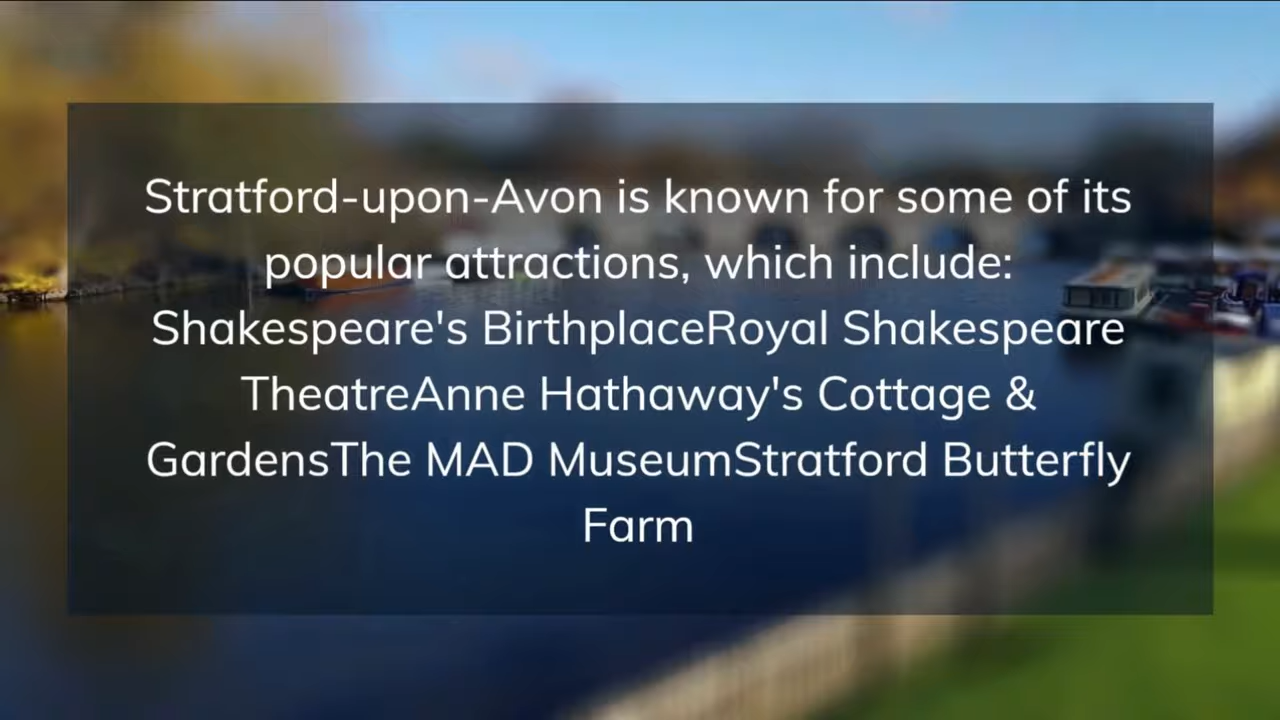 Stratford-upon-Avon is known for some of its
popular attractions, which include:
Shakespeare's BirthplaceRoyal Shakespeare
TheatreAnne Hathaway's Cottage &
GardensThe MAD MuseumStratford Butterfly
Farm